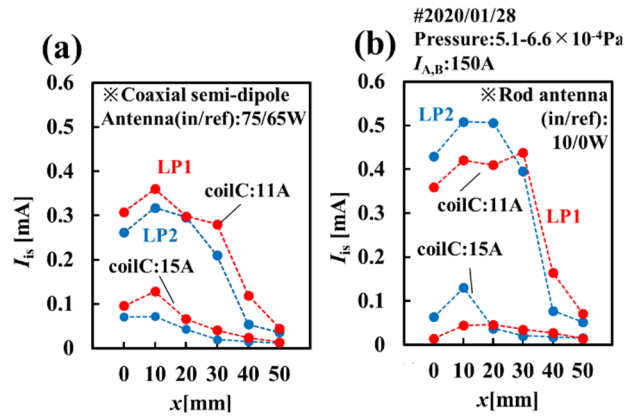 #2020/01/28
Pressure:5.1-6.6×10⁻⁴Pa
I_A,B:150A
(a)
0.6
0.5
0.4
0.3
0.2
0.1
0
I_is [mA]
※Coaxial semi-dipole
Antenna(in/ref):75/65W
LP1
coilC:11A
LP2
coilC:15A
0 10 20 30 40 50
x[mm]
(b)
0.6
0.5
0.4
0.3
0.2
0.1
0
I_is [mA]
※Rod antenna
(in/ref):
10/0W
LP2
coilC:11A
LP1
coilC:15A
0 10 20 30 40 50
x[mm]